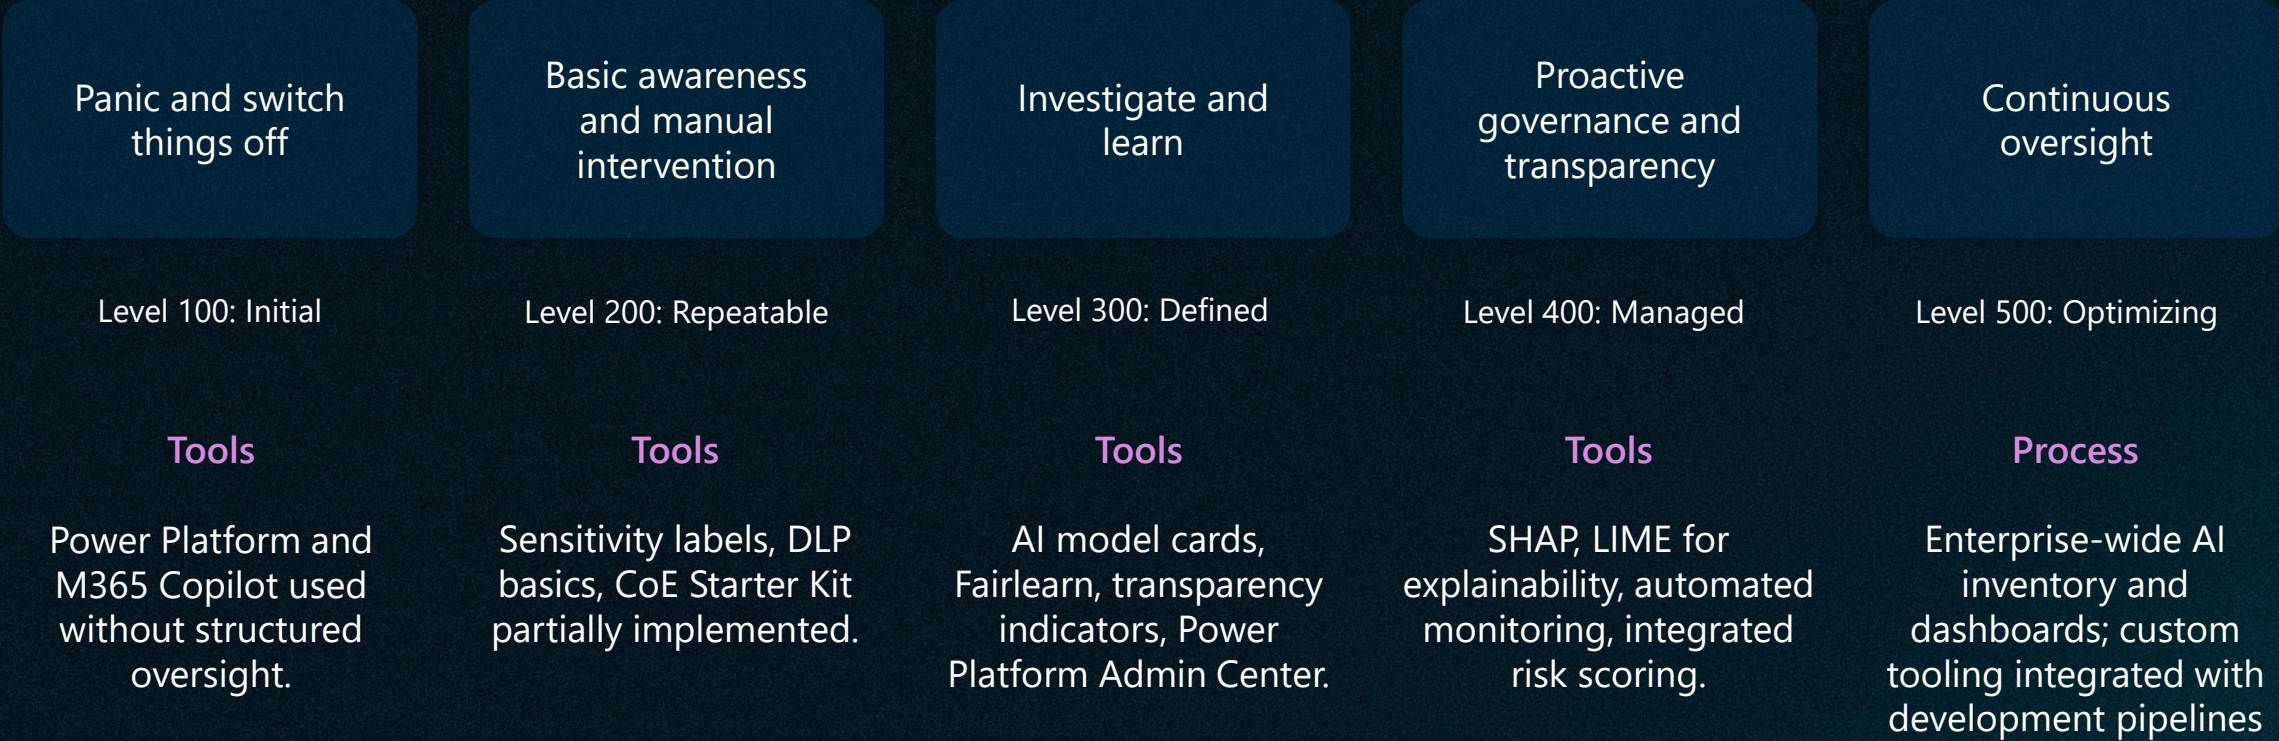 Panic and switch
things off
Basic awareness
and manual
intervention
Investigate and
learn
Proactive
governance and
transparency
Continuous
oversight
Level 100: Initial
Level 200: Repeatable
Level 300: Defined
Level 400: Managed
Level 500: Optimizing
Tools
Power Platform and
M365 Copilot used
without structured
oversight.
Tools
Sensitivity labels, DLP
basics, CoE Starter Kit
partially implemented.
Tools
AI model cards,
Fairlearn, transparency
indicators, Power
Platform Admin Center.
Tools
SHAP, LIME for
explainability, automated
monitoring, integrated
risk scoring.
Process
Enterprise-wide AI
inventory and
dashboards; custom
tooling integrated with
development pipelines